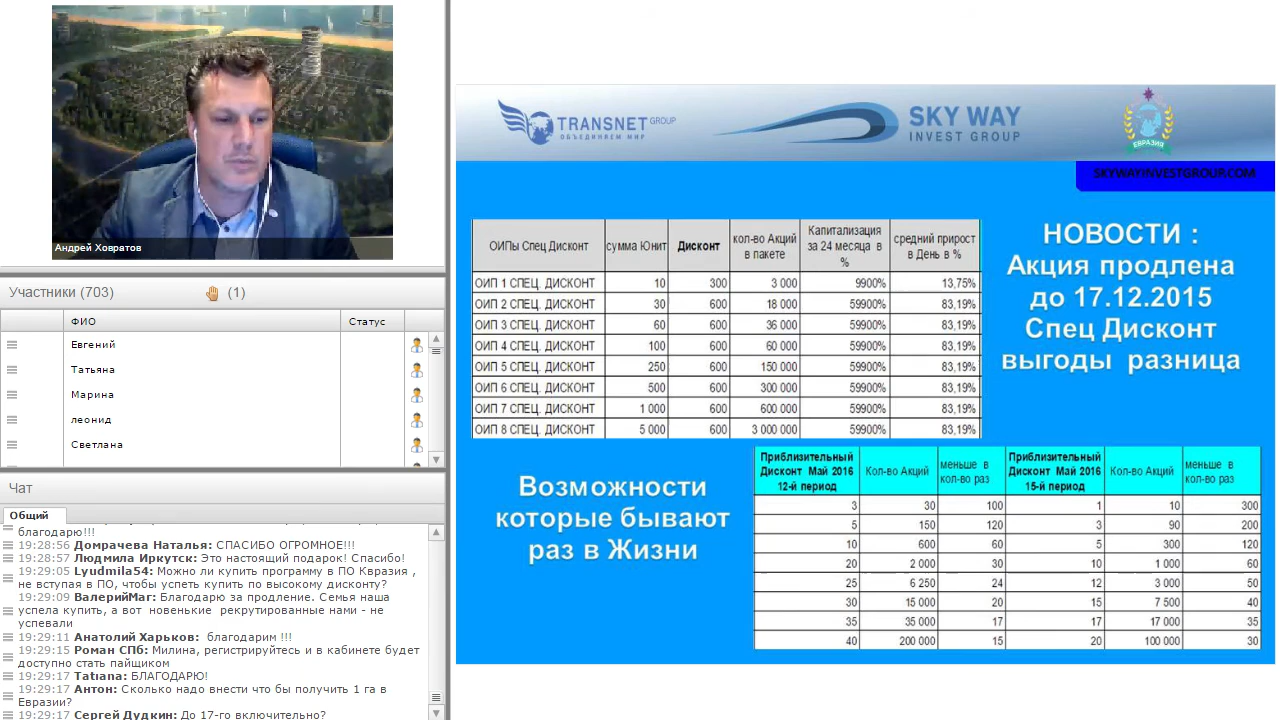 Андрей Ховратов
Участники (703)
(1)
ФИО
Статус
Евгений
Татьяна
Марина
леонид
Светлана
Чат
Общий
благодарю!!!
19:28:56 Домрачева Наталья: СПАСИБО ОГРОМНОЕ!!!
19:28:57 Людмила Иркутск: Это настоящий подарок! Спасибо!
19:29:05 Lyudmila54: Можно ли купить программу в ПОКвразия ,
не вступая в ПО, чтобы успеть купить по высокому дисконту?
19:29:09 ВалерийМаг: Благодарю за продление. Семья наша
успела купить, а вот новенькие рекрутированные нами - не
успевали
19:29:11 Анатолий Харьков: благодарим !!!
19:29:15 Роман СПб: Милина, регистрируйтесь и в кабинете будет
доступно стать пайщиком
19:29:17 Tatiana: БЛАГОДАРЮ!
19:29:17 Антон: Сколько надо внести что бы получить 1 га в
Евразии?
19:29:17 Сергей Дудкин: До 17-го включительно?
TRANSNET GROUP
ОБЪЕДИНЯЕМ МИР
SKY WAY
INVEST GROUP
ЕВРАЗИЯ
SKYWAYINVESTGROUP.COM
ОИПы Спец Дисконт сумма Юнит Дисконт кол-во Акций в пакете Капитализация за 24 месяца в % средний прирост в День в %
ОИП 1 СПЕЦ. ДИСКОНТ 10 300 3 000 9900% 13,75%
ОИП 2 СПЕЦ. ДИСКОНТ 30 600 18 000 59900% 83,19%
ОИП 3 СПЕЦ. ДИСКОНТ 60 600 36 000 59900% 83,19%
ОИП 4 СПЕЦ. ДИСКОНТ 100 600 60 000 59900% 83,19%
ОИП 5 СПЕЦ. ДИСКОНТ 250 600 150 000 59900% 83,19%
ОИП 6 СПЕЦ. ДИСКОНТ 500 600 300 000 59900% 83,19%
ОИП 7 СПЕЦ. ДИСКОНТ 1 000 600 600 000 59900% 83,19%
ОИП 8 СПЕЦ. ДИСКОНТ 5 000 600 3 000 000 59900% 83,19%
НОВОСТИ :
Акция продлена
до 17.12.2015
Спец Дисконт
выгоды разница
Возможности
которые бывают
раз в Жизни
Приблизительный Дисконт Май 2016 12-й период Кол-во Акций меньше в кол-во раз Приблизительный Дисконт Май 2016 15-й период Кол-во Акций меньше в кол-во раз
3 30 100 1 10 300
5 150 120 3 90 200
10 600 60 5 300 120
20 2 000 30 10 1 000 60
25 6 250 24 12 3 000 50
30 15 000 20 15 7 500 40
35 35 000 17 17 17 000 35
40 200 000 15 20 100 000 30